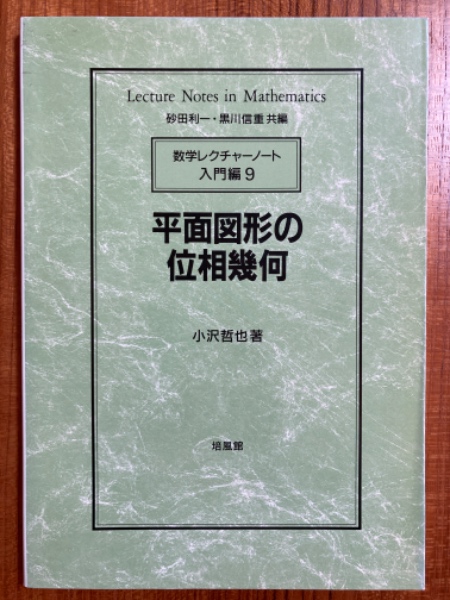 Lecture Notes in Mathematics
砂田利一・黒川信重 共編
数学レクチャーノート
入門編 9
平面図形の
位相幾何
小沢哲也 著
培風館